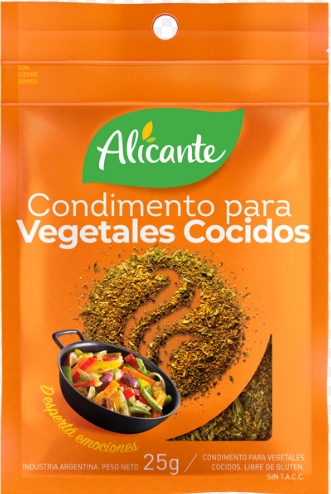 CON
CIERRE
ZIPPER
Alicante
Condimento para
Vegetales Cocidos
Despertá emociones
INDUSTRIA ARGENTINA. PESO NETO 25g / CONDIMENTO PARA VEGETALES
COCIDOS. LIBRE DE GLUTEN.
SIN T.A.C.C.